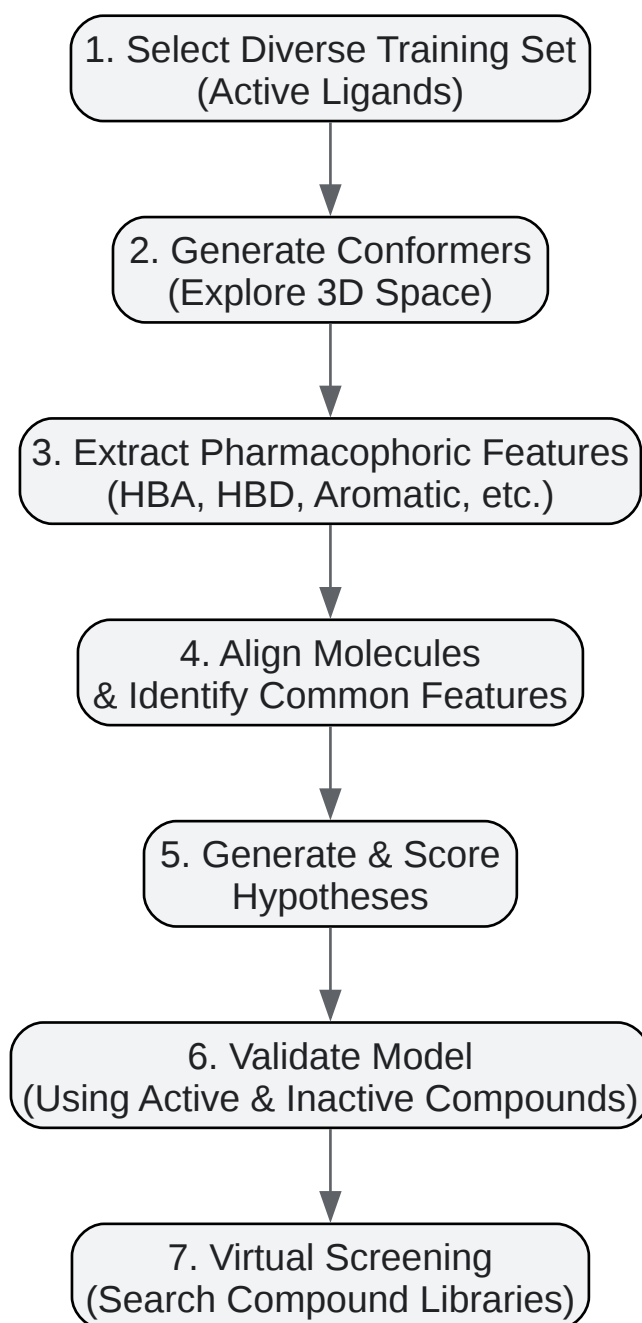 1. Select Diverse Training Set
(Active Ligands)
2. Generate Conformers
(Explore 3D Space)
3. Extract Pharmacophoric Features
(HBA, HBD, Aromatic, etc.)
4. Align Molecules
& Identify Common Features
5. Generate & Score
Hypotheses
6. Validate Model
(Using Active & Inactive Compounds)
7. Virtual Screening
(Search Compound Libraries)